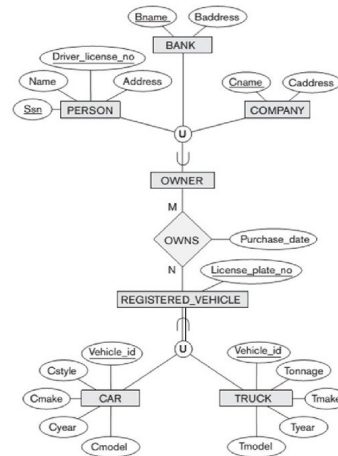 Bname
Baddress
BANK
Driver_license_no
Name
Address
Cname
Caddress
Ssn
PERSON
COMPANY
U
OWNER
M
OWNS
Purchase_date
N
License_plate_no
REGISTERED_VEHICLE
U
Vehicle_id
Vehicle_id
Cstyle
Tonnage
Cmake
CAR
TRUCK
Tmake
Cyear
Tyear
Cmodel
Tmodel